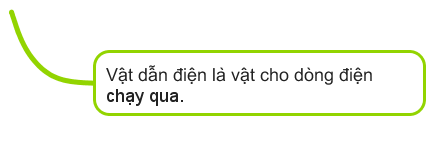 Vật dẫn điện là vật cho dòng điện
chạy qua.